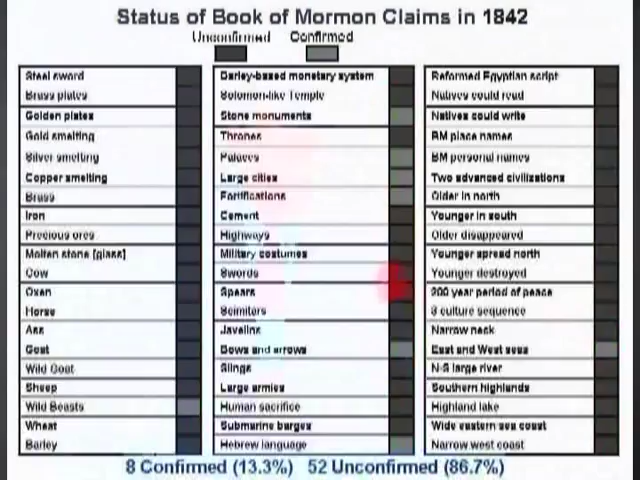 Status of Book of Mormon Claims in 1842
Unconfirmed Confirmed
Steel sword
Brass plates
Golden plates
Gold smelting
Silver smelting
Copper smelting
Brass
Iron
Precious ores
Molten stone [glass]
Cow
Oxen
Horse
Ass
Goat
Wild Goat
Sheep
Wild Beasts
Wheat
Barley
Barley-based monetary system
Solomon-like Temple
Stone monuments
Thrones
Palaces
Large cities
Fortifications
Cement
Highways
Military costumes
Swords
Spears
Scimitars
Javelins
Bows and arrows
Slings
Large armies
Human sacrifice
Submarine barges
Hebrew language
Reformed Egyptian script
Natives could read
Natives could write
BM place names
BM personal names
Two advanced civilizations
Older in north
Younger in south
Older disappeared
Younger spread north
Younger destroyed
200 year period of peace
3 culture sequence
Narrow neck
East and West seas
N-S large river
Southern highlands
Highland lake
Wide eastern sea coast
Narrow west coast
8 Confirmed (13.3%) 52 Unconfirmed (86.7%)